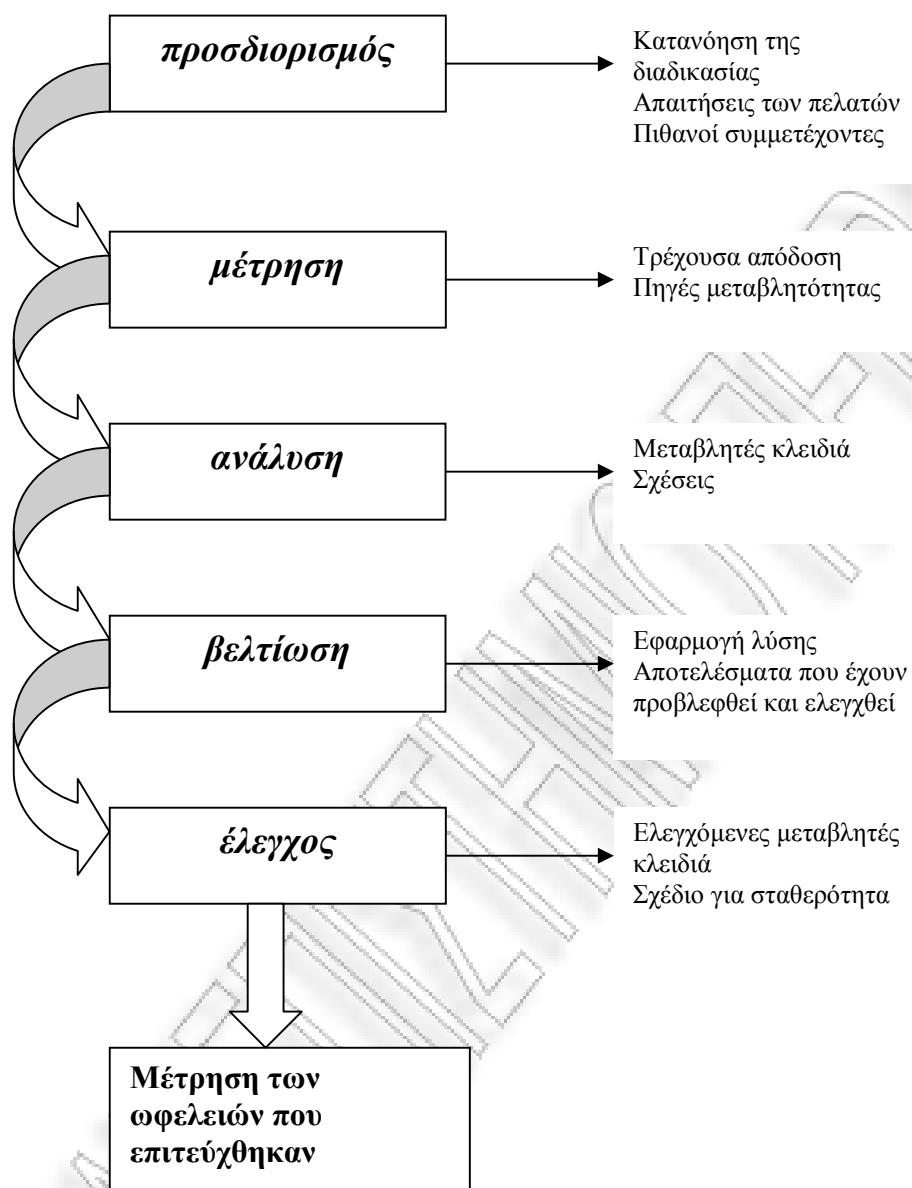 προσδιορισμός
Κατανόηση της
διαδικασίας
Απαιτήσεις των πελατών
Πιθανοί συμμετέχοντες
μέτρηση
Τρέχουσα απόδοση
Πηγές μεταβλητότητας
ανάλυση
Μεταβλητές κλειδιά
Σχέσεις
βελτίωση
Εφαρμογή λύσης
Αποτελέσματα που έχουν
προβλεφθεί και ελεγχθεί
έλεγχος
Ελεγχόμενες μεταβλητές
κλειδιά
Σχέδιο για σταθερότητα
Μέτρηση των
ωφελειών που
επιτεύχθηκαν